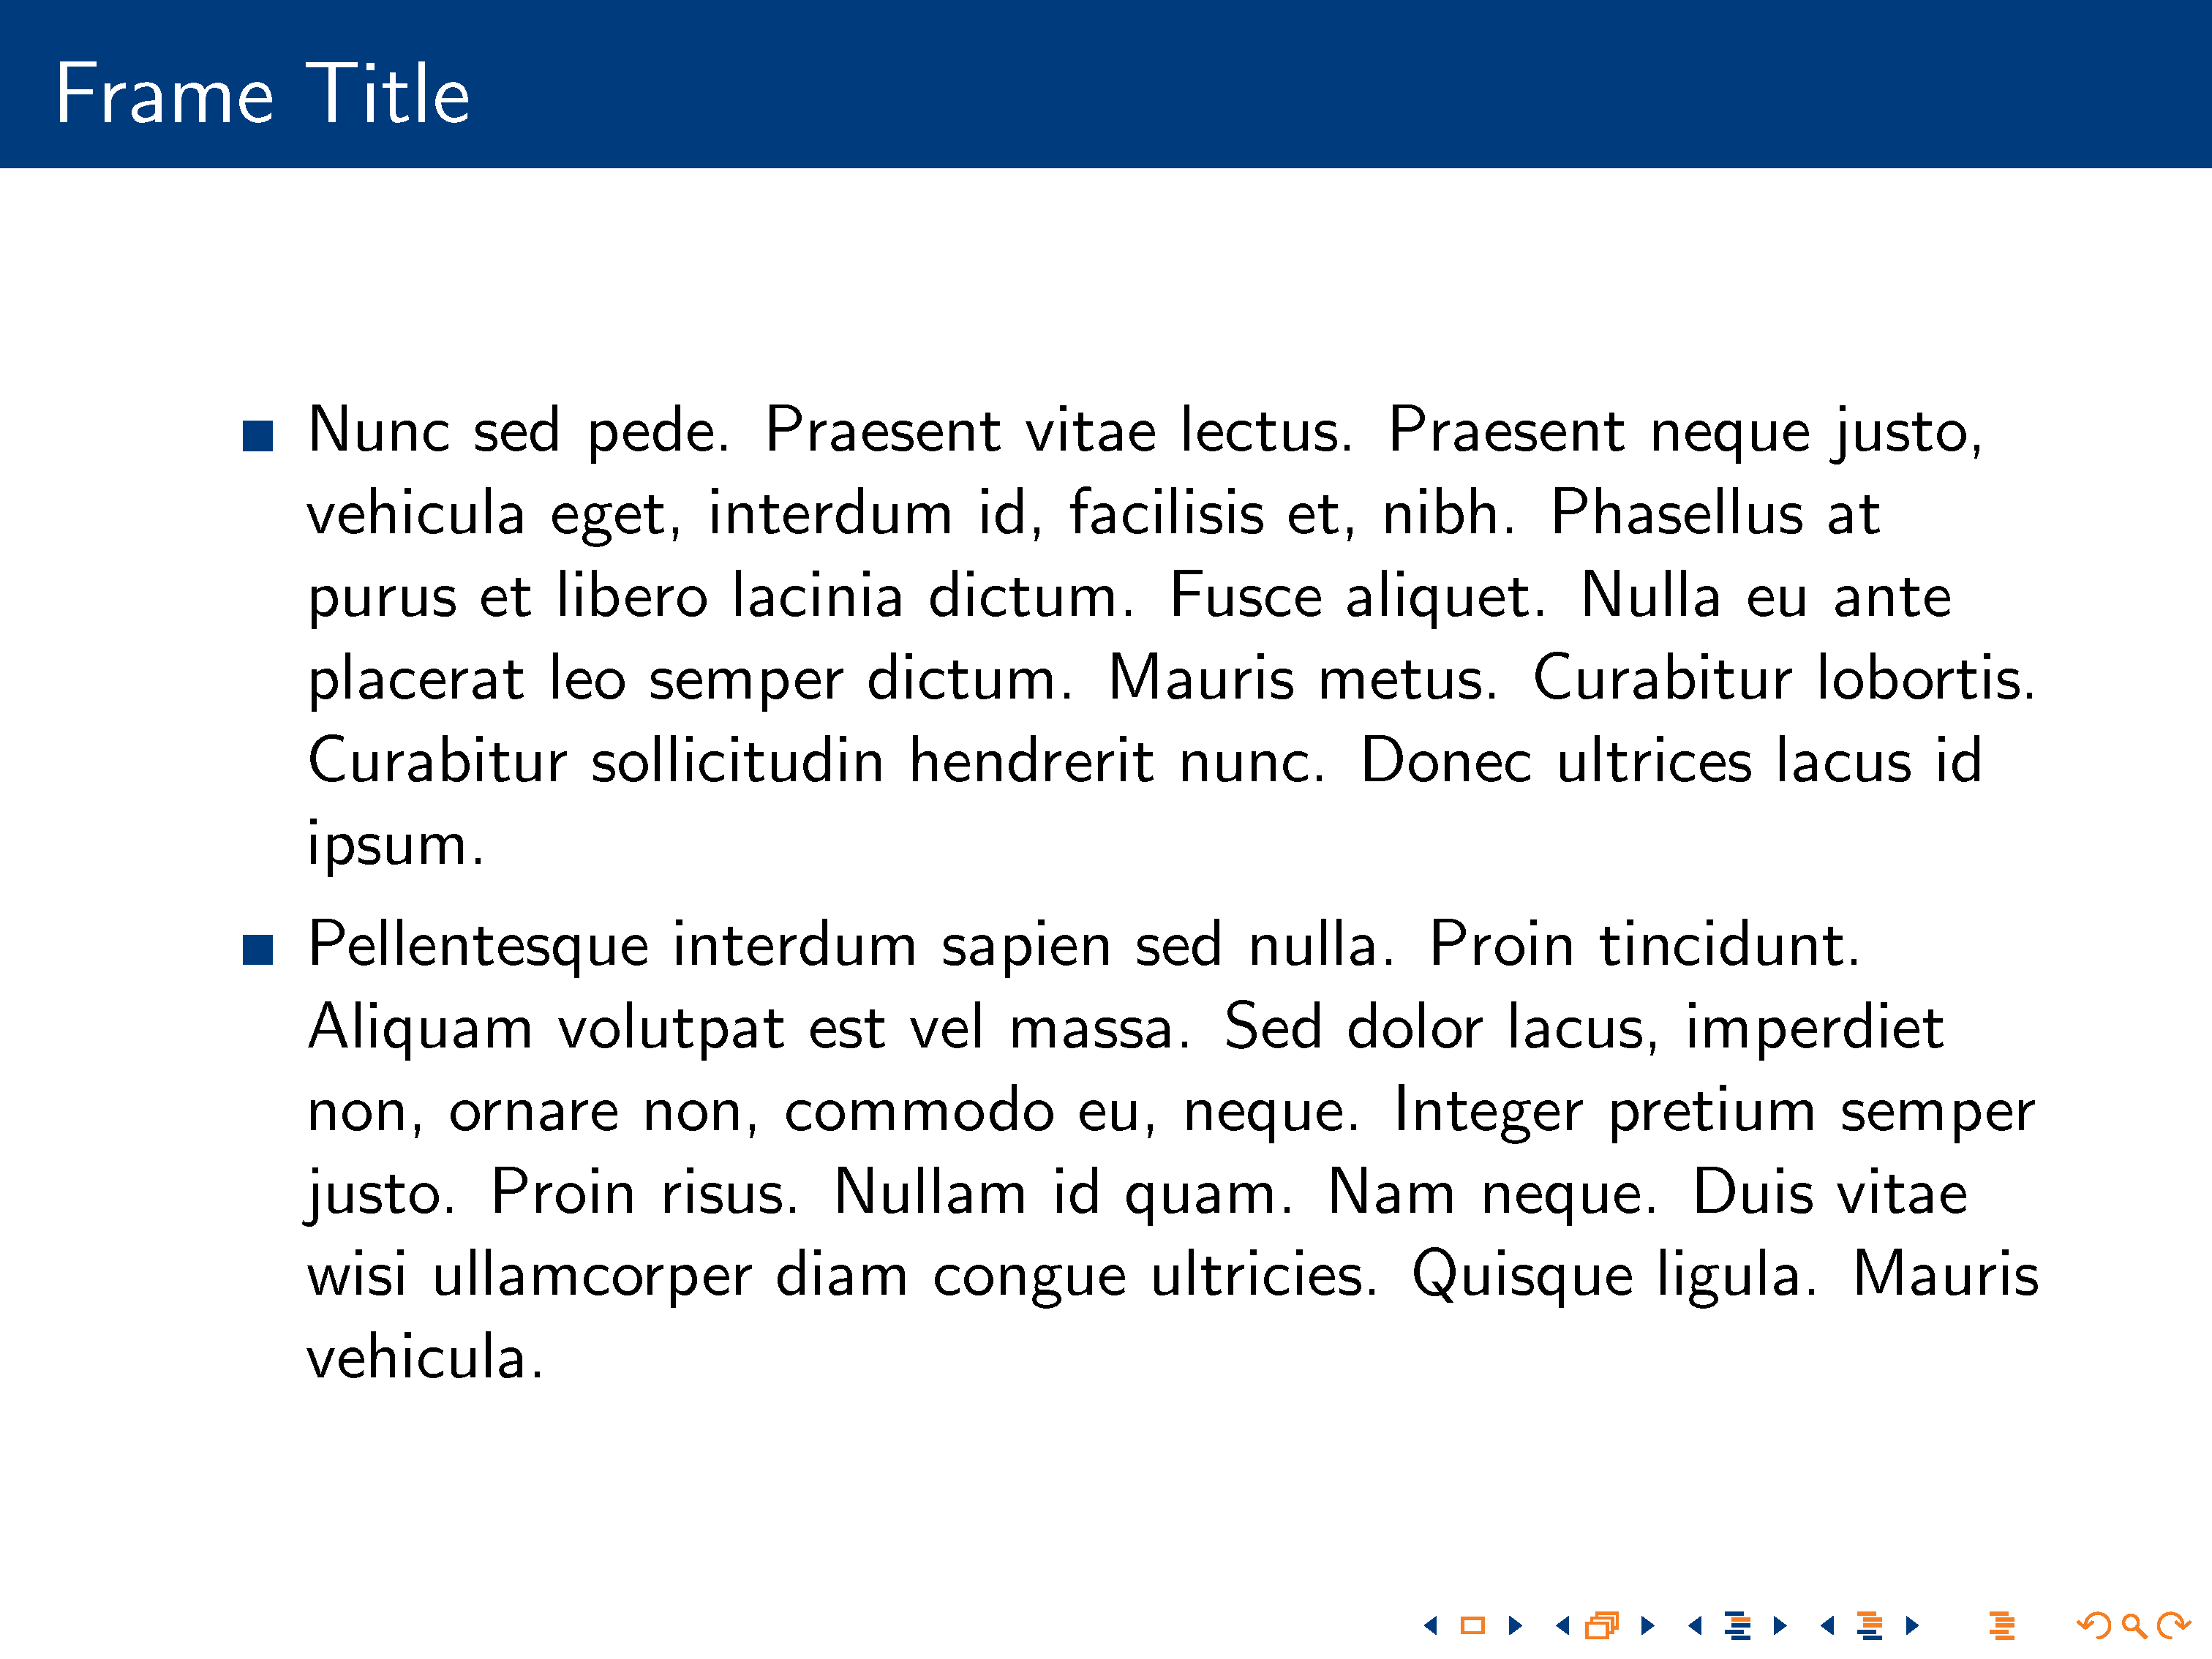 Frame Title
Nunc sed pede. Praesent vitae lectus. Praesent neque justo,
vehicula eget, interdum id, facilisis et, nibh. Phasellus at
purus et libero lacinia dictum. Fusce aliquet. Nulla eu ante
placerat leo semper dictum. Mauris metus. Curabitur lobortis.
Curabitur sollicitudin hendrerit nunc. Donec ultrices lacus id
ipsum.
Pellentesque interdum sapien sed nulla. Proin tincidunt.
Aliquam volutpat est vel massa. Sed dolor lacus, imperdiet
non, ornare non, commodo eu, neque. Integer pretium semper
justo. Proin risus. Nullam id quam. Nam neque. Duis vitae
wisi ullamcorper diam congue ultricies. Quisque ligula. Mauris
vehicula.